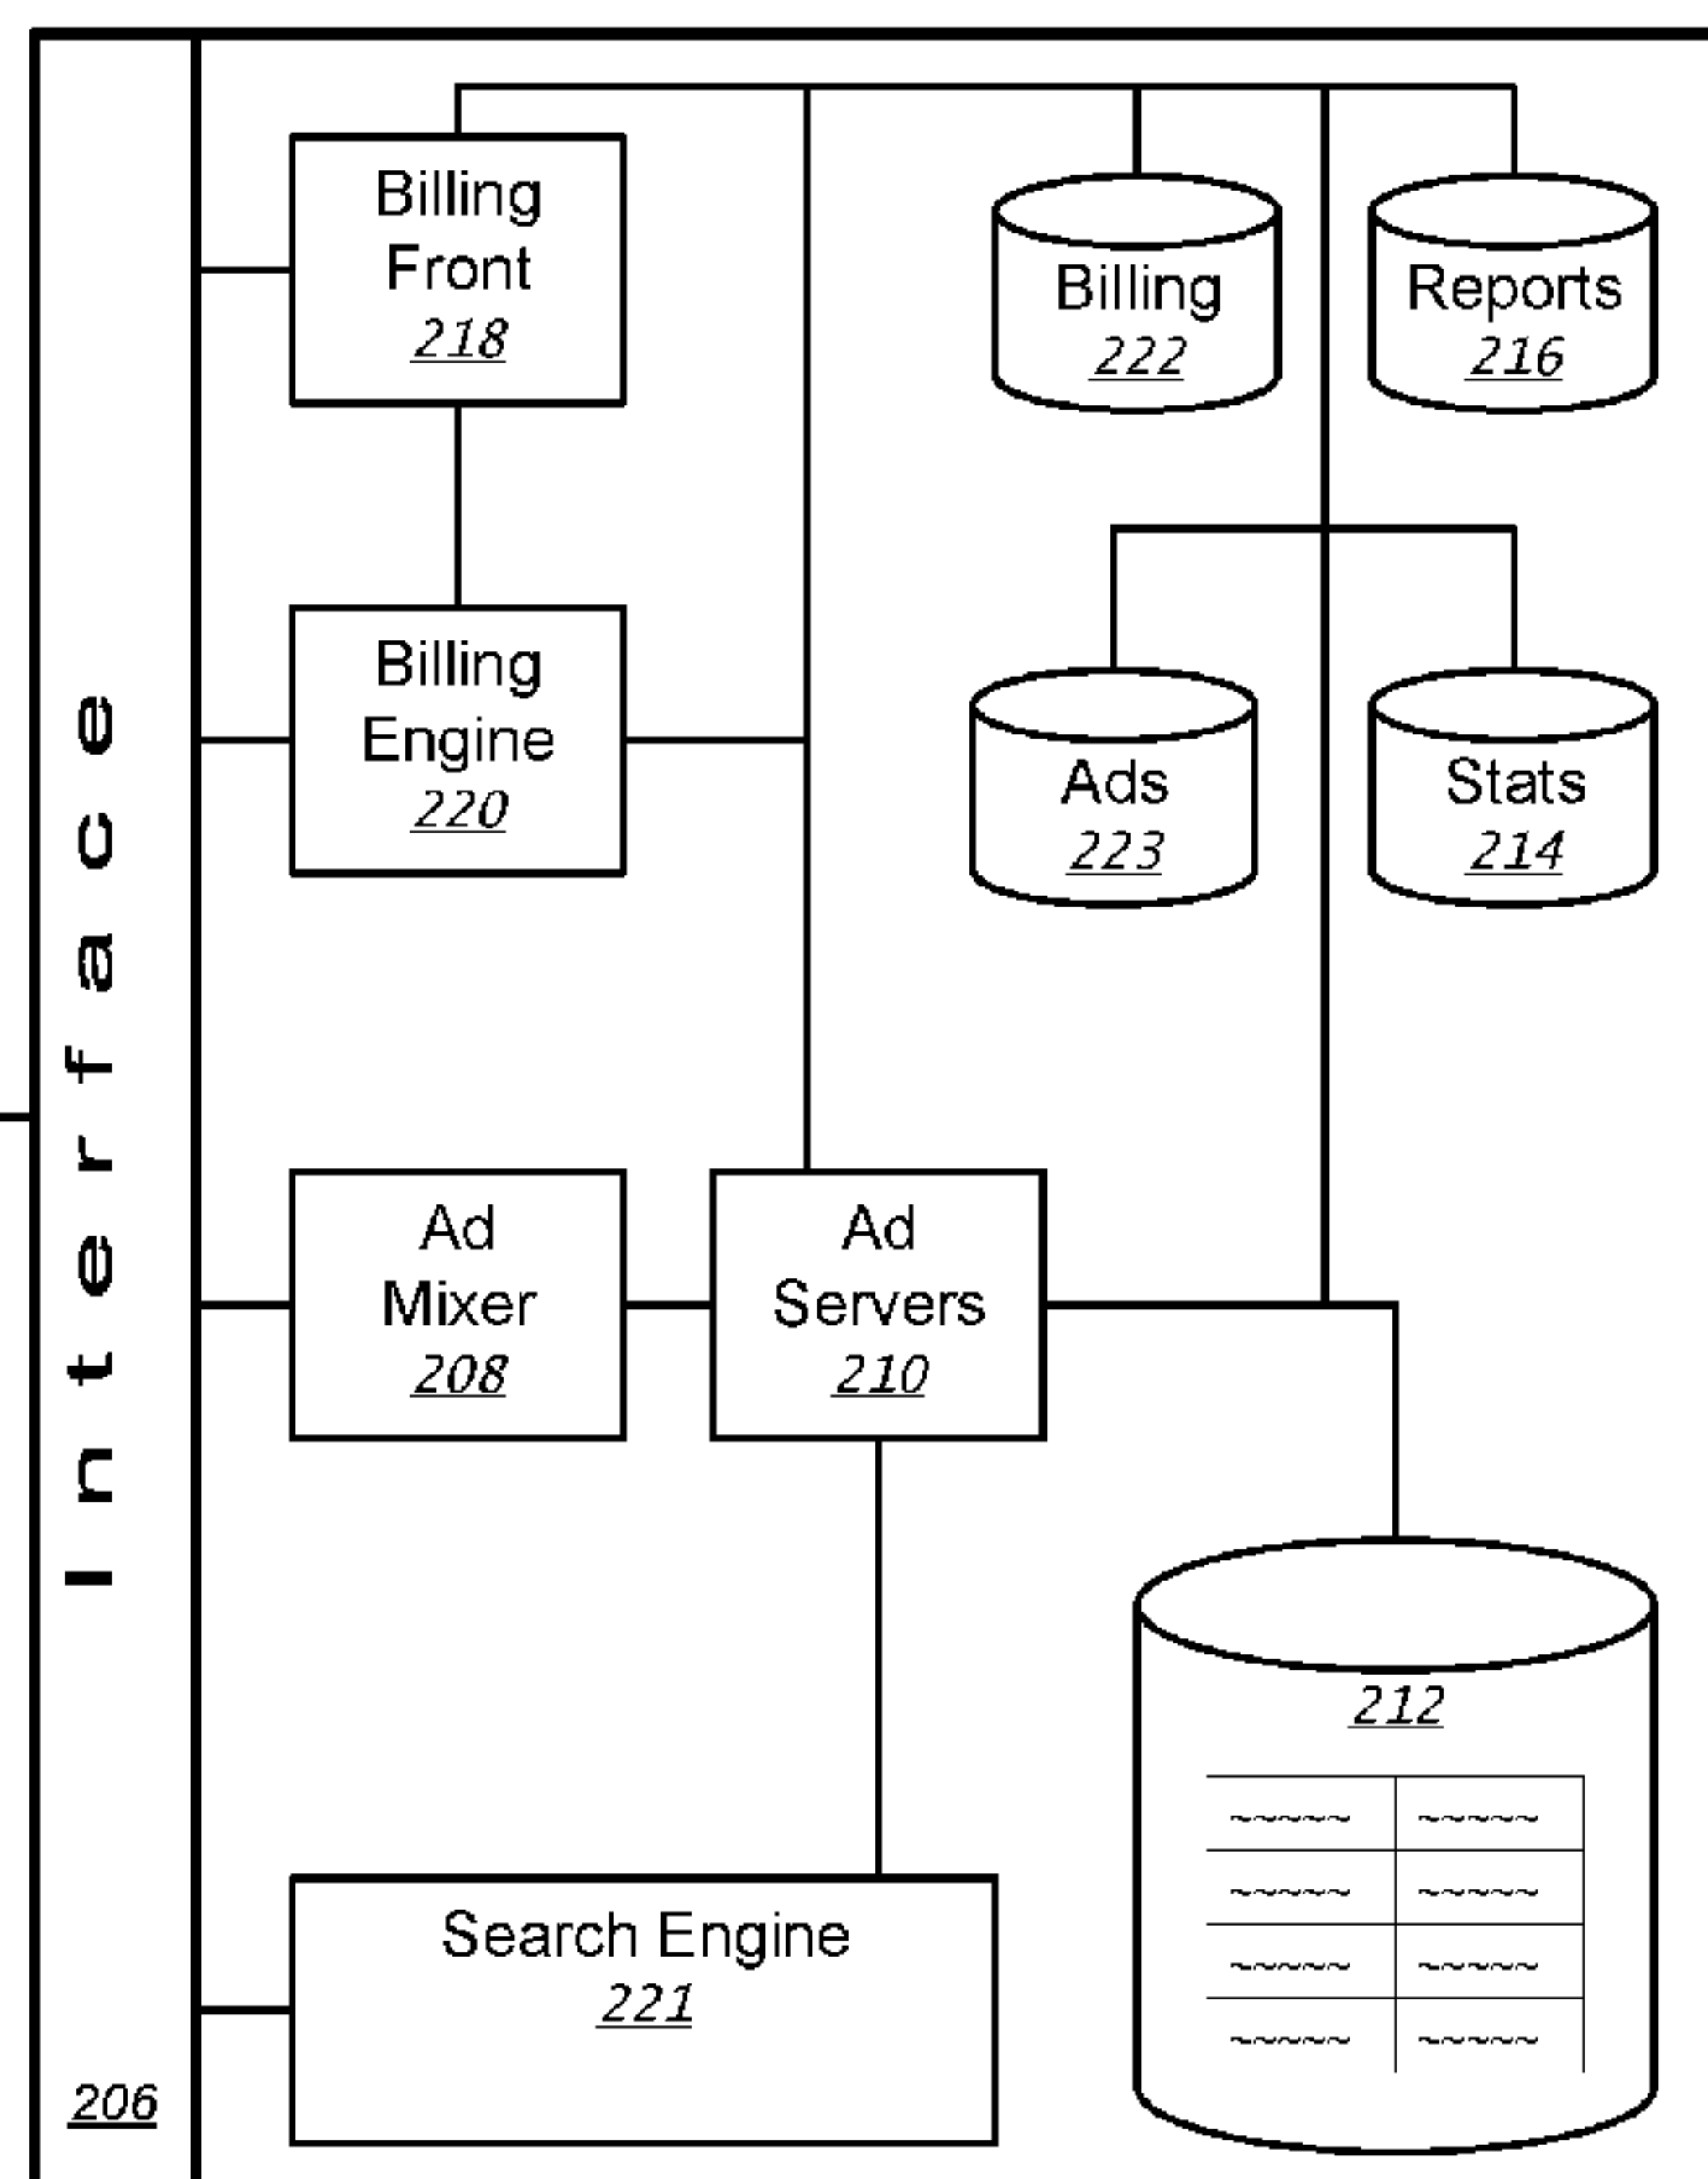 Interface
206
Billing
Front
218
Billing
222
Reports
216
Billing
Engine
220
Ads
223
Stats
214
Ad
Mixer
208
Ad
Servers
210
212
~~~~~ ~~~~~
~~~~~ ~~~~~
~~~~~ ~~~~~
~~~~~ ~~~~~
Search Engine
221